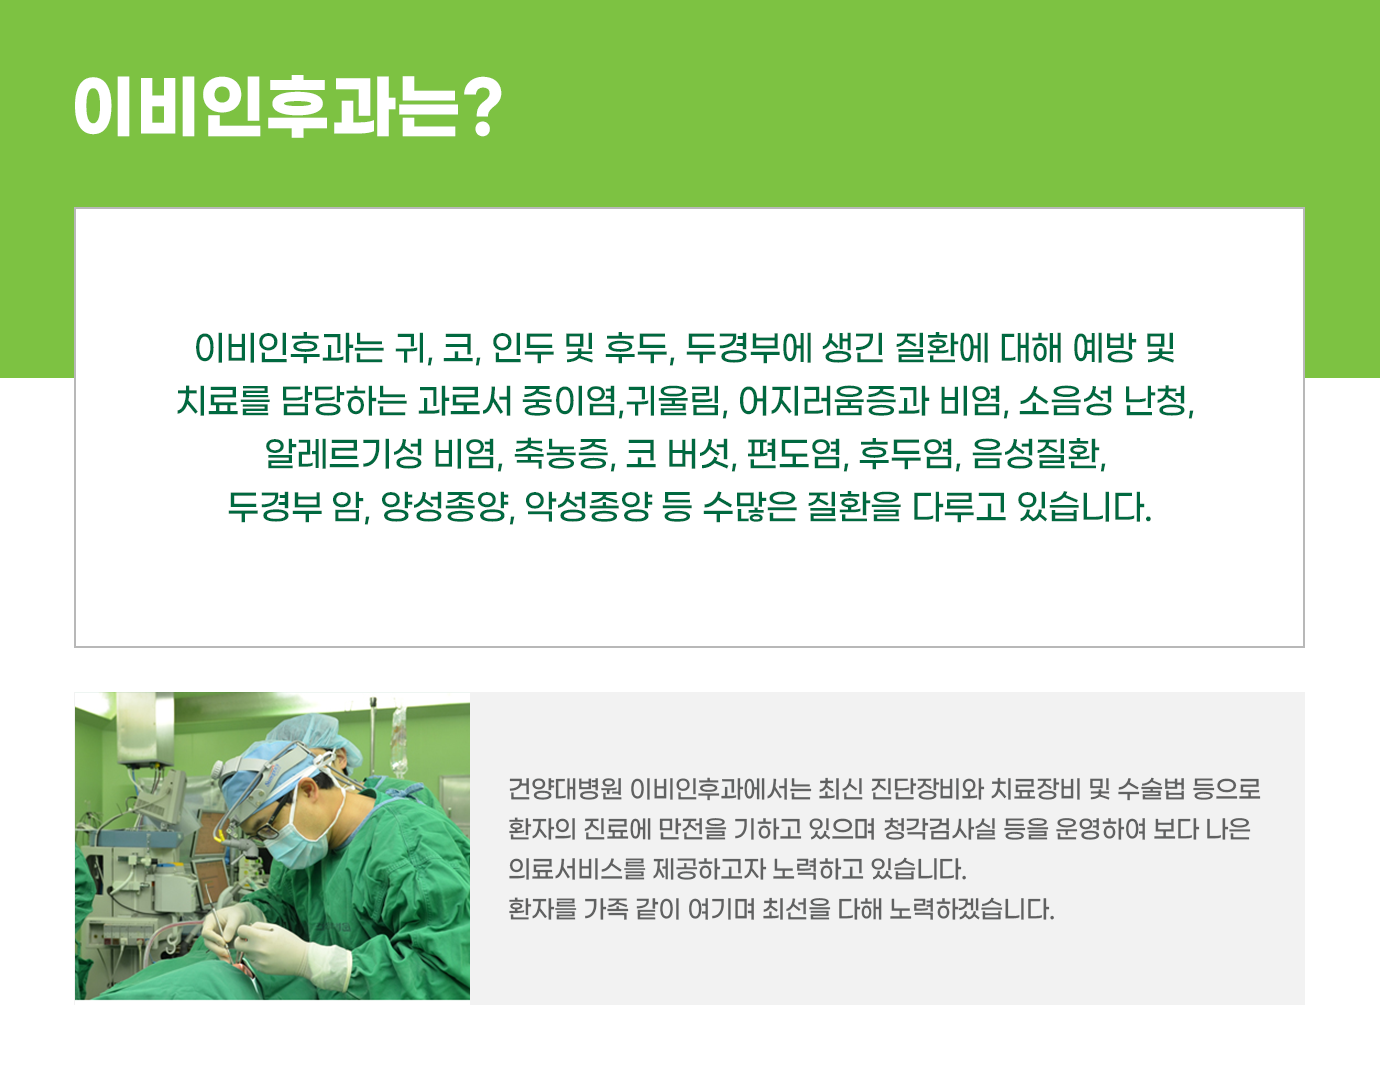 이비인후과는?
이비인후과는 귀, 코, 인두 및 후두, 두경부에 생긴 질환에 대해 예방 및
치료를 담당하는 과로서 중이염,귀울림, 어지러움증과 비염, 소음성 난청,
알레르기성 비염, 축농증, 코 버섯, 편도염, 후두염, 음성질환,
두경부 암, 양성종양, 악성종양 등 수많은 질환을 다루고 있습니다.
건양대병원 이비인후과에서는 최신 진단장비와 치료장비 및 수술법 등으로
환자의 진료에 만전을 기하고 있으며 청각검사실 등을 운영하여 보다 나은
의료서비스를 제공하고자 노력하고 있습니다.
환자를 가족 같이 여기며 최선을 다해 노력하겠습니다.